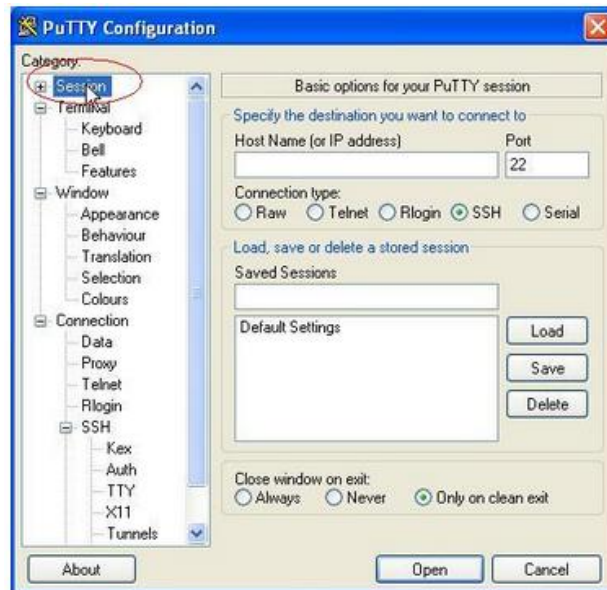 PuTTY Configuration
Category:
Session
Terminal
Keyboard
Bell
Features
Window
Appearance
Behaviour
Translation
Selection
Colours
Connection
Data
Proxy
Telnet
Rlogin
SSH
Kex
Auth
TTY
X11
Tunnels
Basic options for your PuTTY session
Specify the destination you want to connect to
Host Name (or IP address) Port
22
Connection type:
Raw Telnet Rlogin SSH Serial
Load, save or delete a stored session
Saved Sessions
Default Settings
Load
Save
Delete
Close window on exit:
Always Never Only on clean exit
About Open Cancel